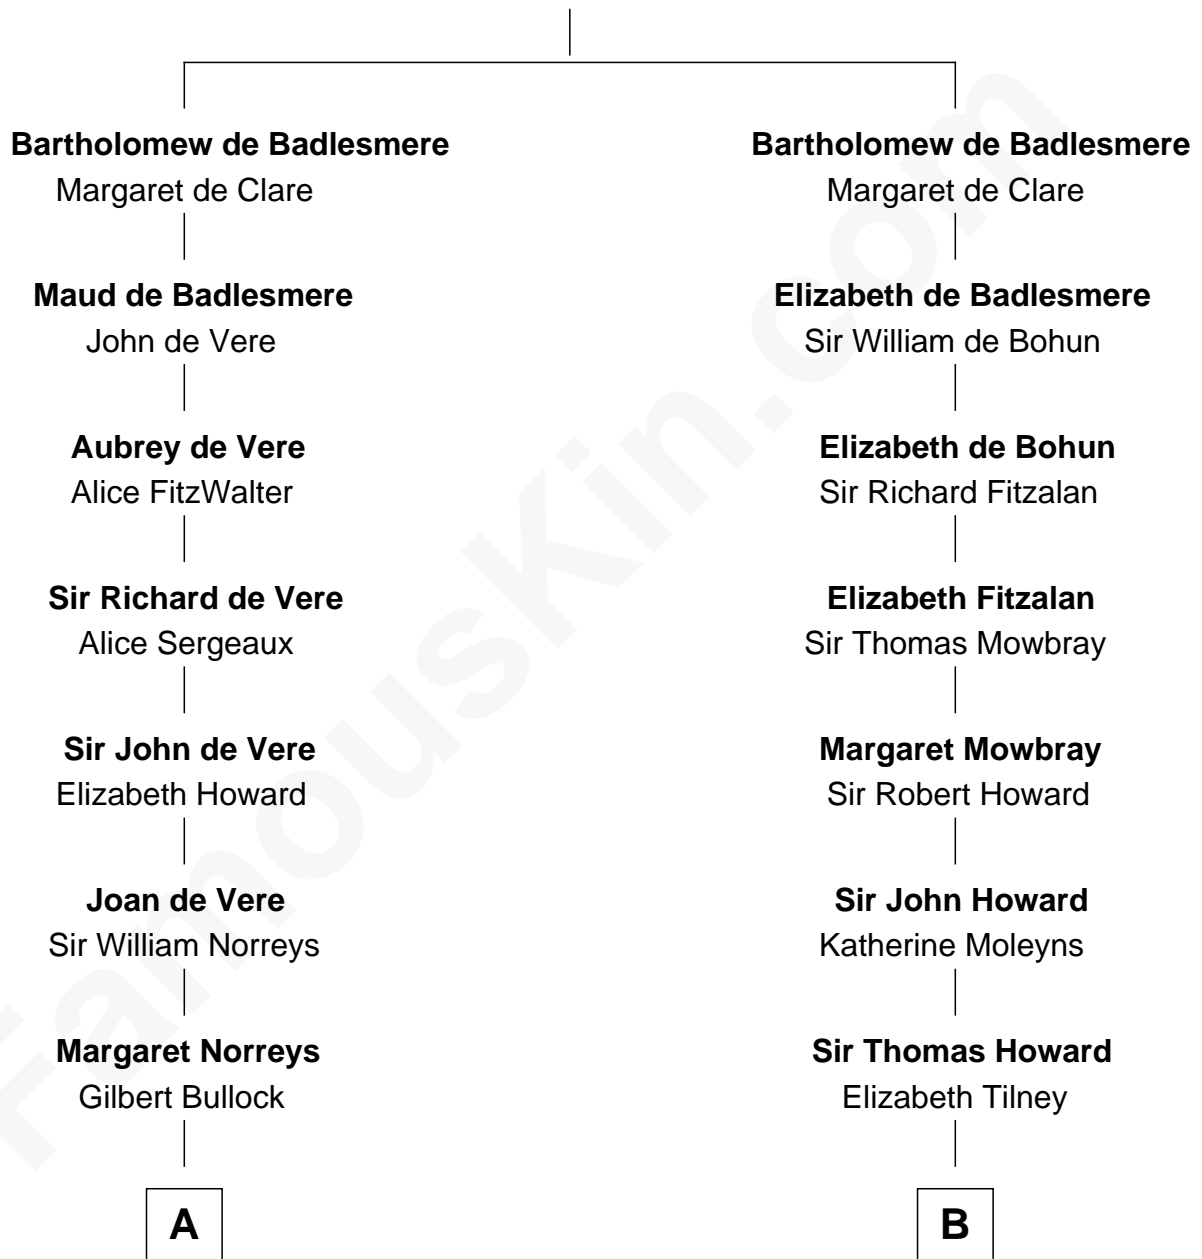 Bartholomew de Badlesmere
Margaret de Clare
Maud de Badlesmere
John de Vere
Aubrey de Vere
Alice FitzWalter
Sir Richard de Vere
Alice Sergeaux
Sir John de Vere
Elizabeth Howard
Joan de Vere
Sir William Norreys
Margaret Norreys
Gilbert Bullock
A
Bartholomew de Badlesmere
Margaret de Clare
Elizabeth de Badlesmere
Sir William de Bohun
Elizabeth de Bohun
Sir Richard Fitzalan
Elizabeth Fitzalan
Sir Thomas Mowbray
Margaret Mowbray
Sir Robert Howard
Sir John Howard
Katherine Moleyns
Sir Thomas Howard
Elizabeth Tilney
B
FamousKin.com